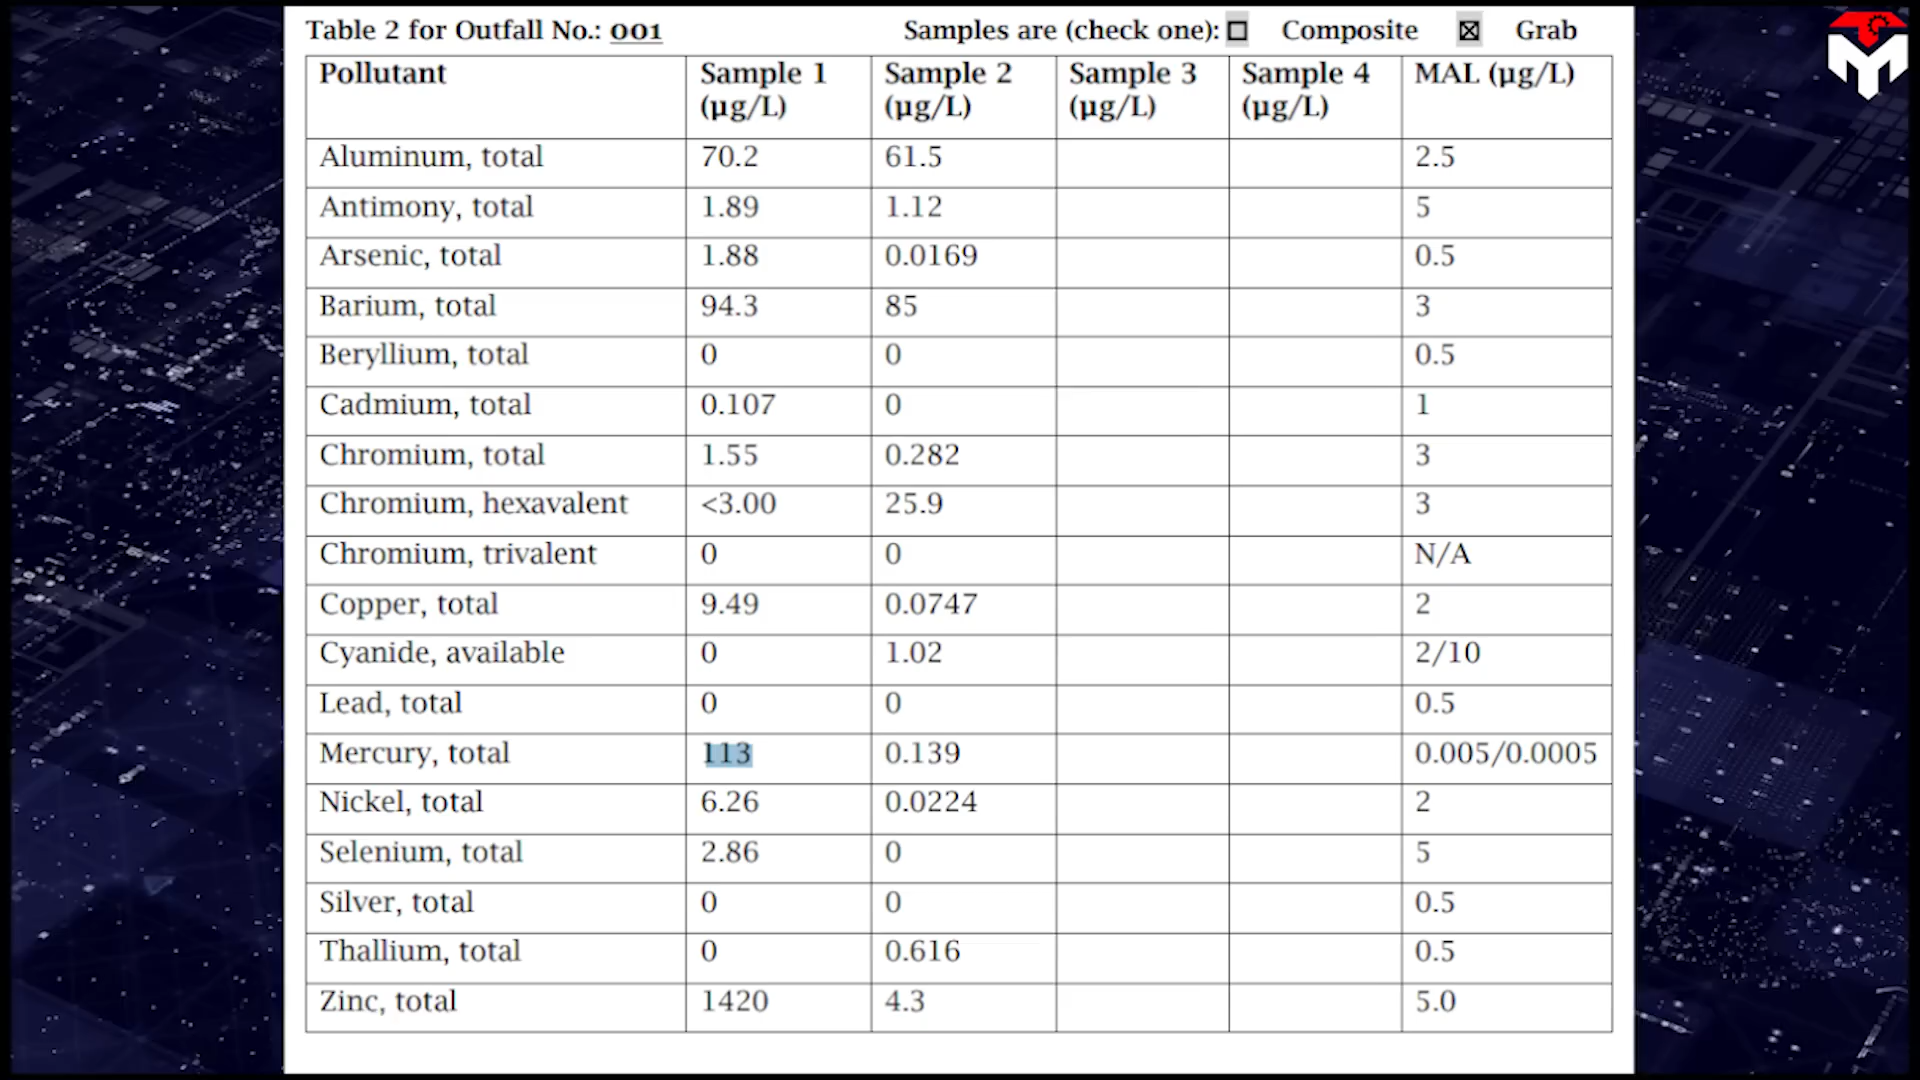 Table 2 for Outfall No.: 001 Samples are (check one): ☐ Composite ☒ Grab
Pollutant Sample 1 (µg/L) Sample 2 (µg/L) Sample 3 (µg/L) Sample 4 (µg/L) MAL (µg/L)
Aluminum, total 70.2 61.5 2.5
Antimony, total 1.89 1.12 5
Arsenic, total 1.88 0.0169 0.5
Barium, total 94.3 85 3
Beryllium, total 0 0 0.5
Cadmium, total 0.107 0 1
Chromium, total 1.55 0.282 3
Chromium, hexavalent <3.00 25.9 3
Chromium, trivalent 0 0 N/A
Copper, total 9.49 0.0747 2
Cyanide, available 0 1.02 2/10
Lead, total 0 0 0.5
Mercury, total 113 0.139 0.005/0.0005
Nickel, total 6.26 0.0224 2
Selenium, total 2.86 0 5
Silver, total 0 0 0.5
Thallium, total 0 0.616 0.5
Zinc, total 1420 4.3 5.0